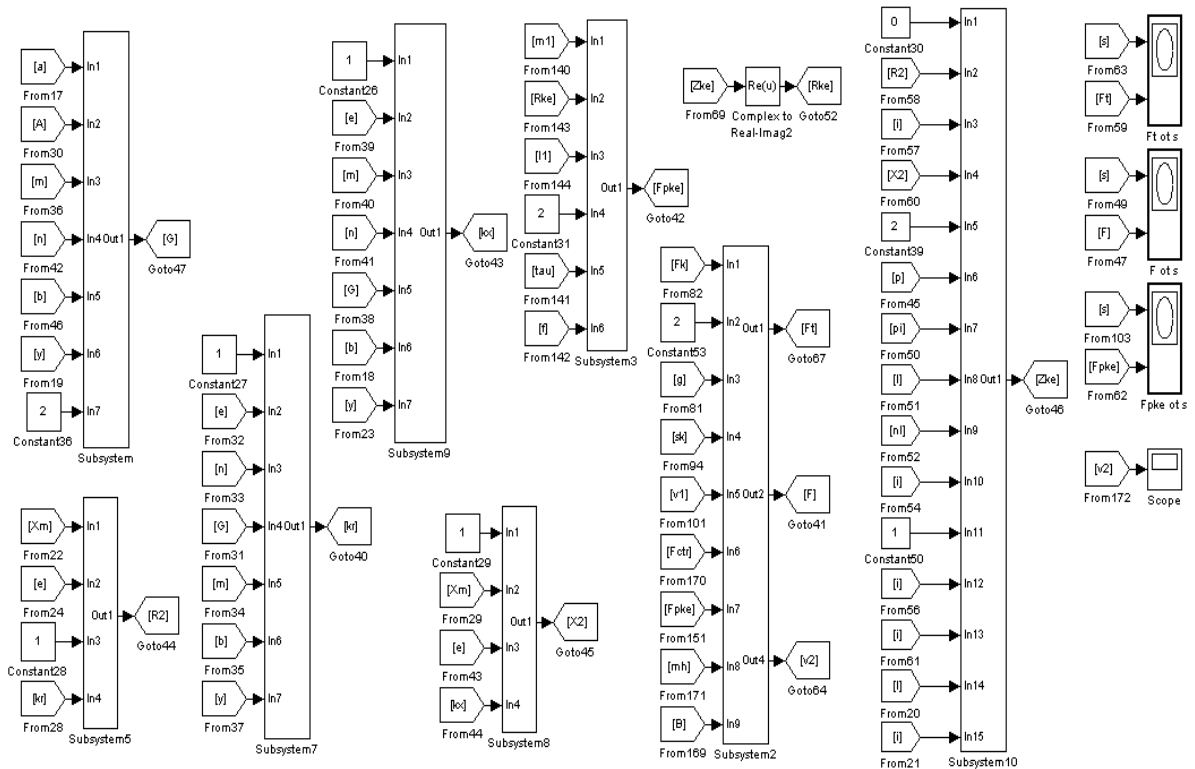 [a] In1
From17
[A] In2
From30
[m] In3
From36
[n] In4 Out1 [G]
From42 Goto47
[b] In5
From46
[y] In6
From19
2 In7
Constant36
Subsystem
[Xm] In1
From22
[e] In2
From24
Out1 [R2]
1 In3 Goto44
Constant28
[kr] In4
From28
Subsystem5
1 In1
Constant27
[e] In2
From32
[n] In3
From33
[G] In4 Out1 [kr]
From31 Goto40
[m] In5
From34
[b] In6
From35
[y] In7
From37
Subsystem7
1 In1
Constant26
[e] In2
From39
[m] In3
From40
[n] In4 Out1 [kx]
From41 Goto43
[G] In5
From38
[b] In6
From18
[y] In7
From23
Subsystem9
1 In1
Constant29
[Xm] In2
From29
Out1 [X2]
[e] In3 Goto45
From43
[kx] In4
From44
Subsystem8
[m1] In1
From140
[Rke] In2
From143
[l1] In3
From144
Out1 [Fpke]
2 In4 Goto42
Constant31
[tau] In5
From141
[f] In6
From142
Subsystem3
[Zke] Re(u) [Rke]
From69 Complex to Goto52
Real-Imag2
[Fk] In1
From82
2 In2 Out1 [Ft]
Constant53 Goto67
[g] In3
From81
[sk] In4
From94
[v1] In5 Out2 [F]
From101 Goto41
[Fctr] In6
From170
[Fpke] In7
From151
[mh] In8 Out4 [v2]
From171 Goto64
[B] In9
From169
Subsystem2
0 In1
Constant30
[R2] In2
From58
[i] In3
From57
[X2] In4
From60
2 In5
Constant39
[p] In6
From45
[pi] In7
From50
[l] In8 Out1 [Zke]
From51 Goto46
[nl] In9
From52
[i] In10
From54
1 In11
Constant50
[i] In12
From56
[i] In13
From61
[l] In14
From20
[i] In15
From21
Subsystem10
[s]
From63
[Ft]
From59
Ft ot s
[s]
From49
[F]
From47
F ot s
[s]
From103
[Fpke]
From62
Fpke ot s
[v2]
From172 Scope